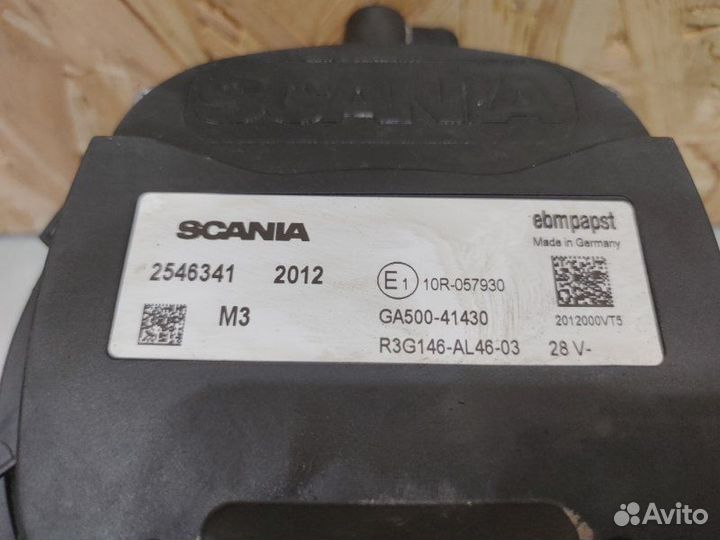 SCANIA
SCANIA
ebmpapst
Made in Germany
2546341 2012
E1 10R-057930
M3
GA500-41430
2012000VT5
R3G146-AL46-03 28 V-
Avito